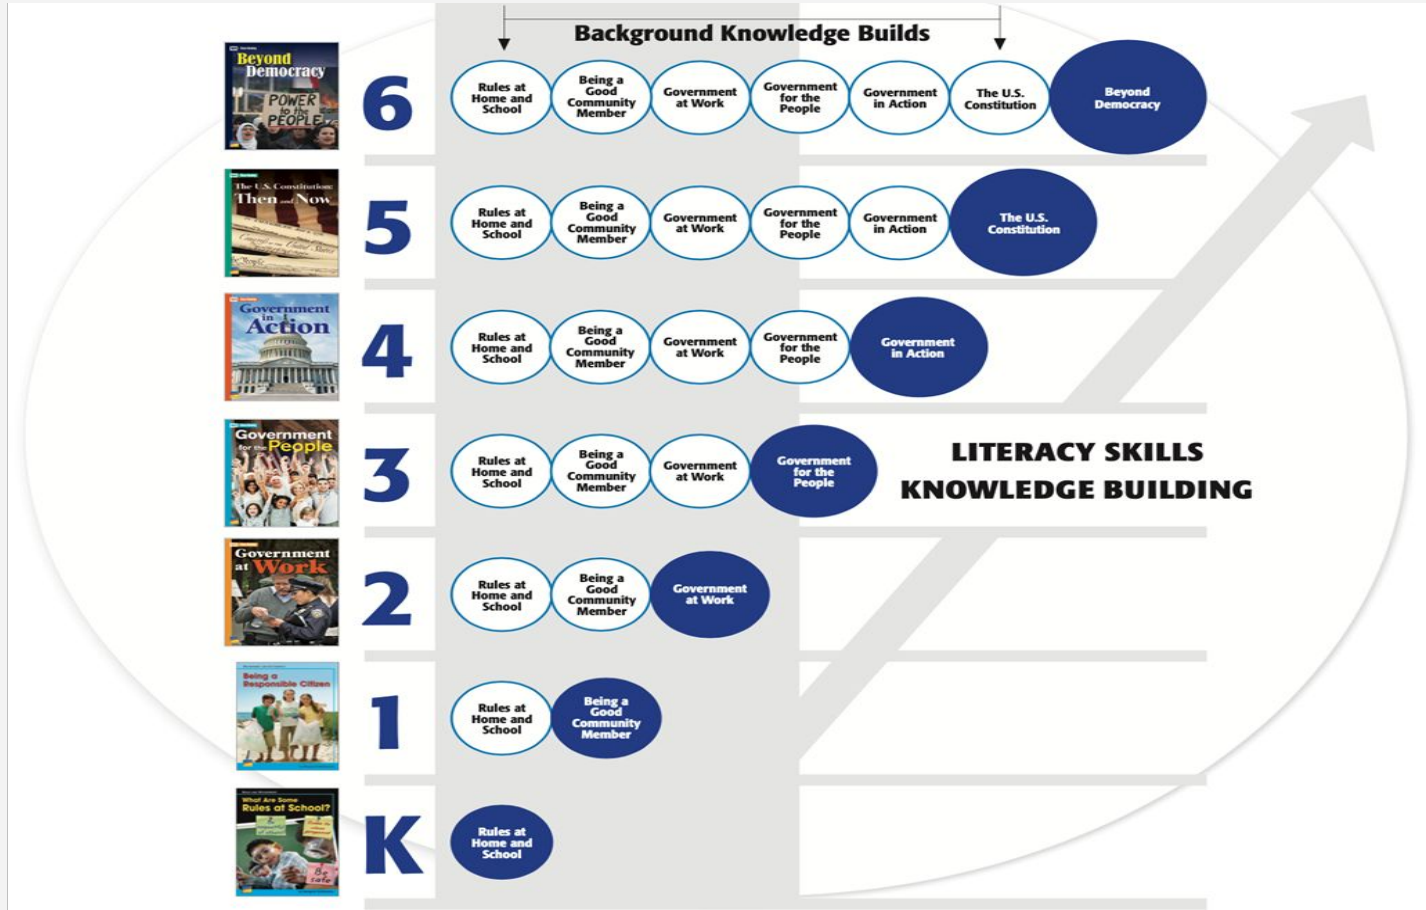 Background Knowledge Builds
Beyond
Democracy
POWER
to the
PEOPLE
6
Rules at
Home and
School
Being a
Good
Community
Member
Government
at Work
Government
for the
People
Government
in Action
The U.S.
Constitution
Beyond
Democracy
The U.S. Constitution:
Then and Now
5
Rules at
Home and
School
Being a
Good
Community
Member
Government
at Work
Government
for the
People
Government
in Action
The U.S.
Constitution
Government
in
Action
4
Rules at
Home and
School
Being a
Good
Community
Member
Government
at Work
Government
for the
People
Government
in Action
Government
for the People
3
Rules at
Home and
School
Being a
Good
Community
Member
Government
at Work
Government
for the
People
LITERACY SKILLS
KNOWLEDGE BUILDING
Government
at Work
2
Rules at
Home and
School
Being a
Good
Community
Member
Government
at Work
Being a
Responsible Citizen
1
Rules at
Home and
School
Being a
Good
Community
Member
What Are Some
Rules at School?
Be
safe
K
Rules at
Home and
School